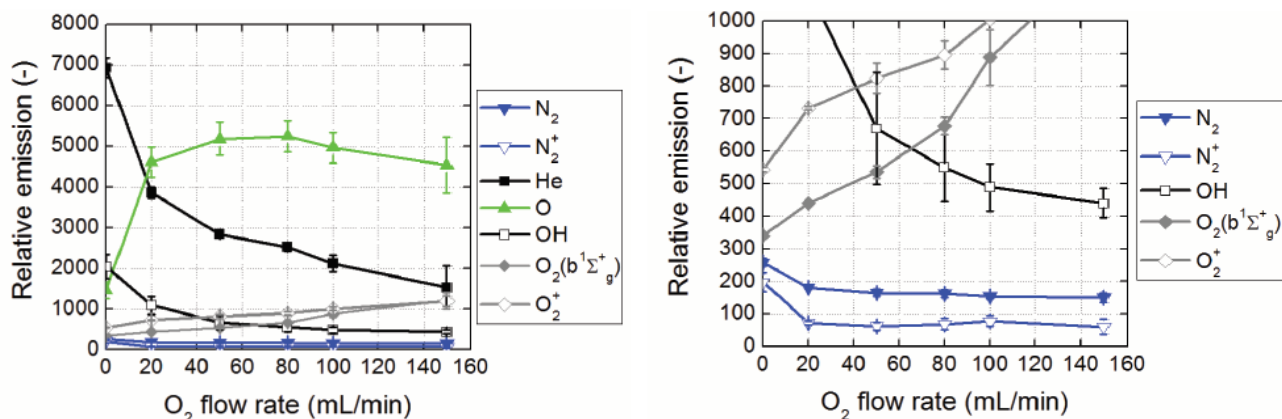 8000
7000
6000
5000
4000
3000
2000
1000
0
Relative emission (-)
0 20 40 60 80 100 120 140 160
O₂ flow rate (mL/min)
N₂
N₂⁺
He
O
OH
O₂(b¹Σ⁺g)
O₂⁺
1000
900
800
700
600
500
400
300
200
100
0
Relative emission (-)
0 20 40 60 80 100 120 140 160
O₂ flow rate (mL/min)
N₂
N₂⁺
OH
O₂(b¹Σ⁺g)
O₂⁺